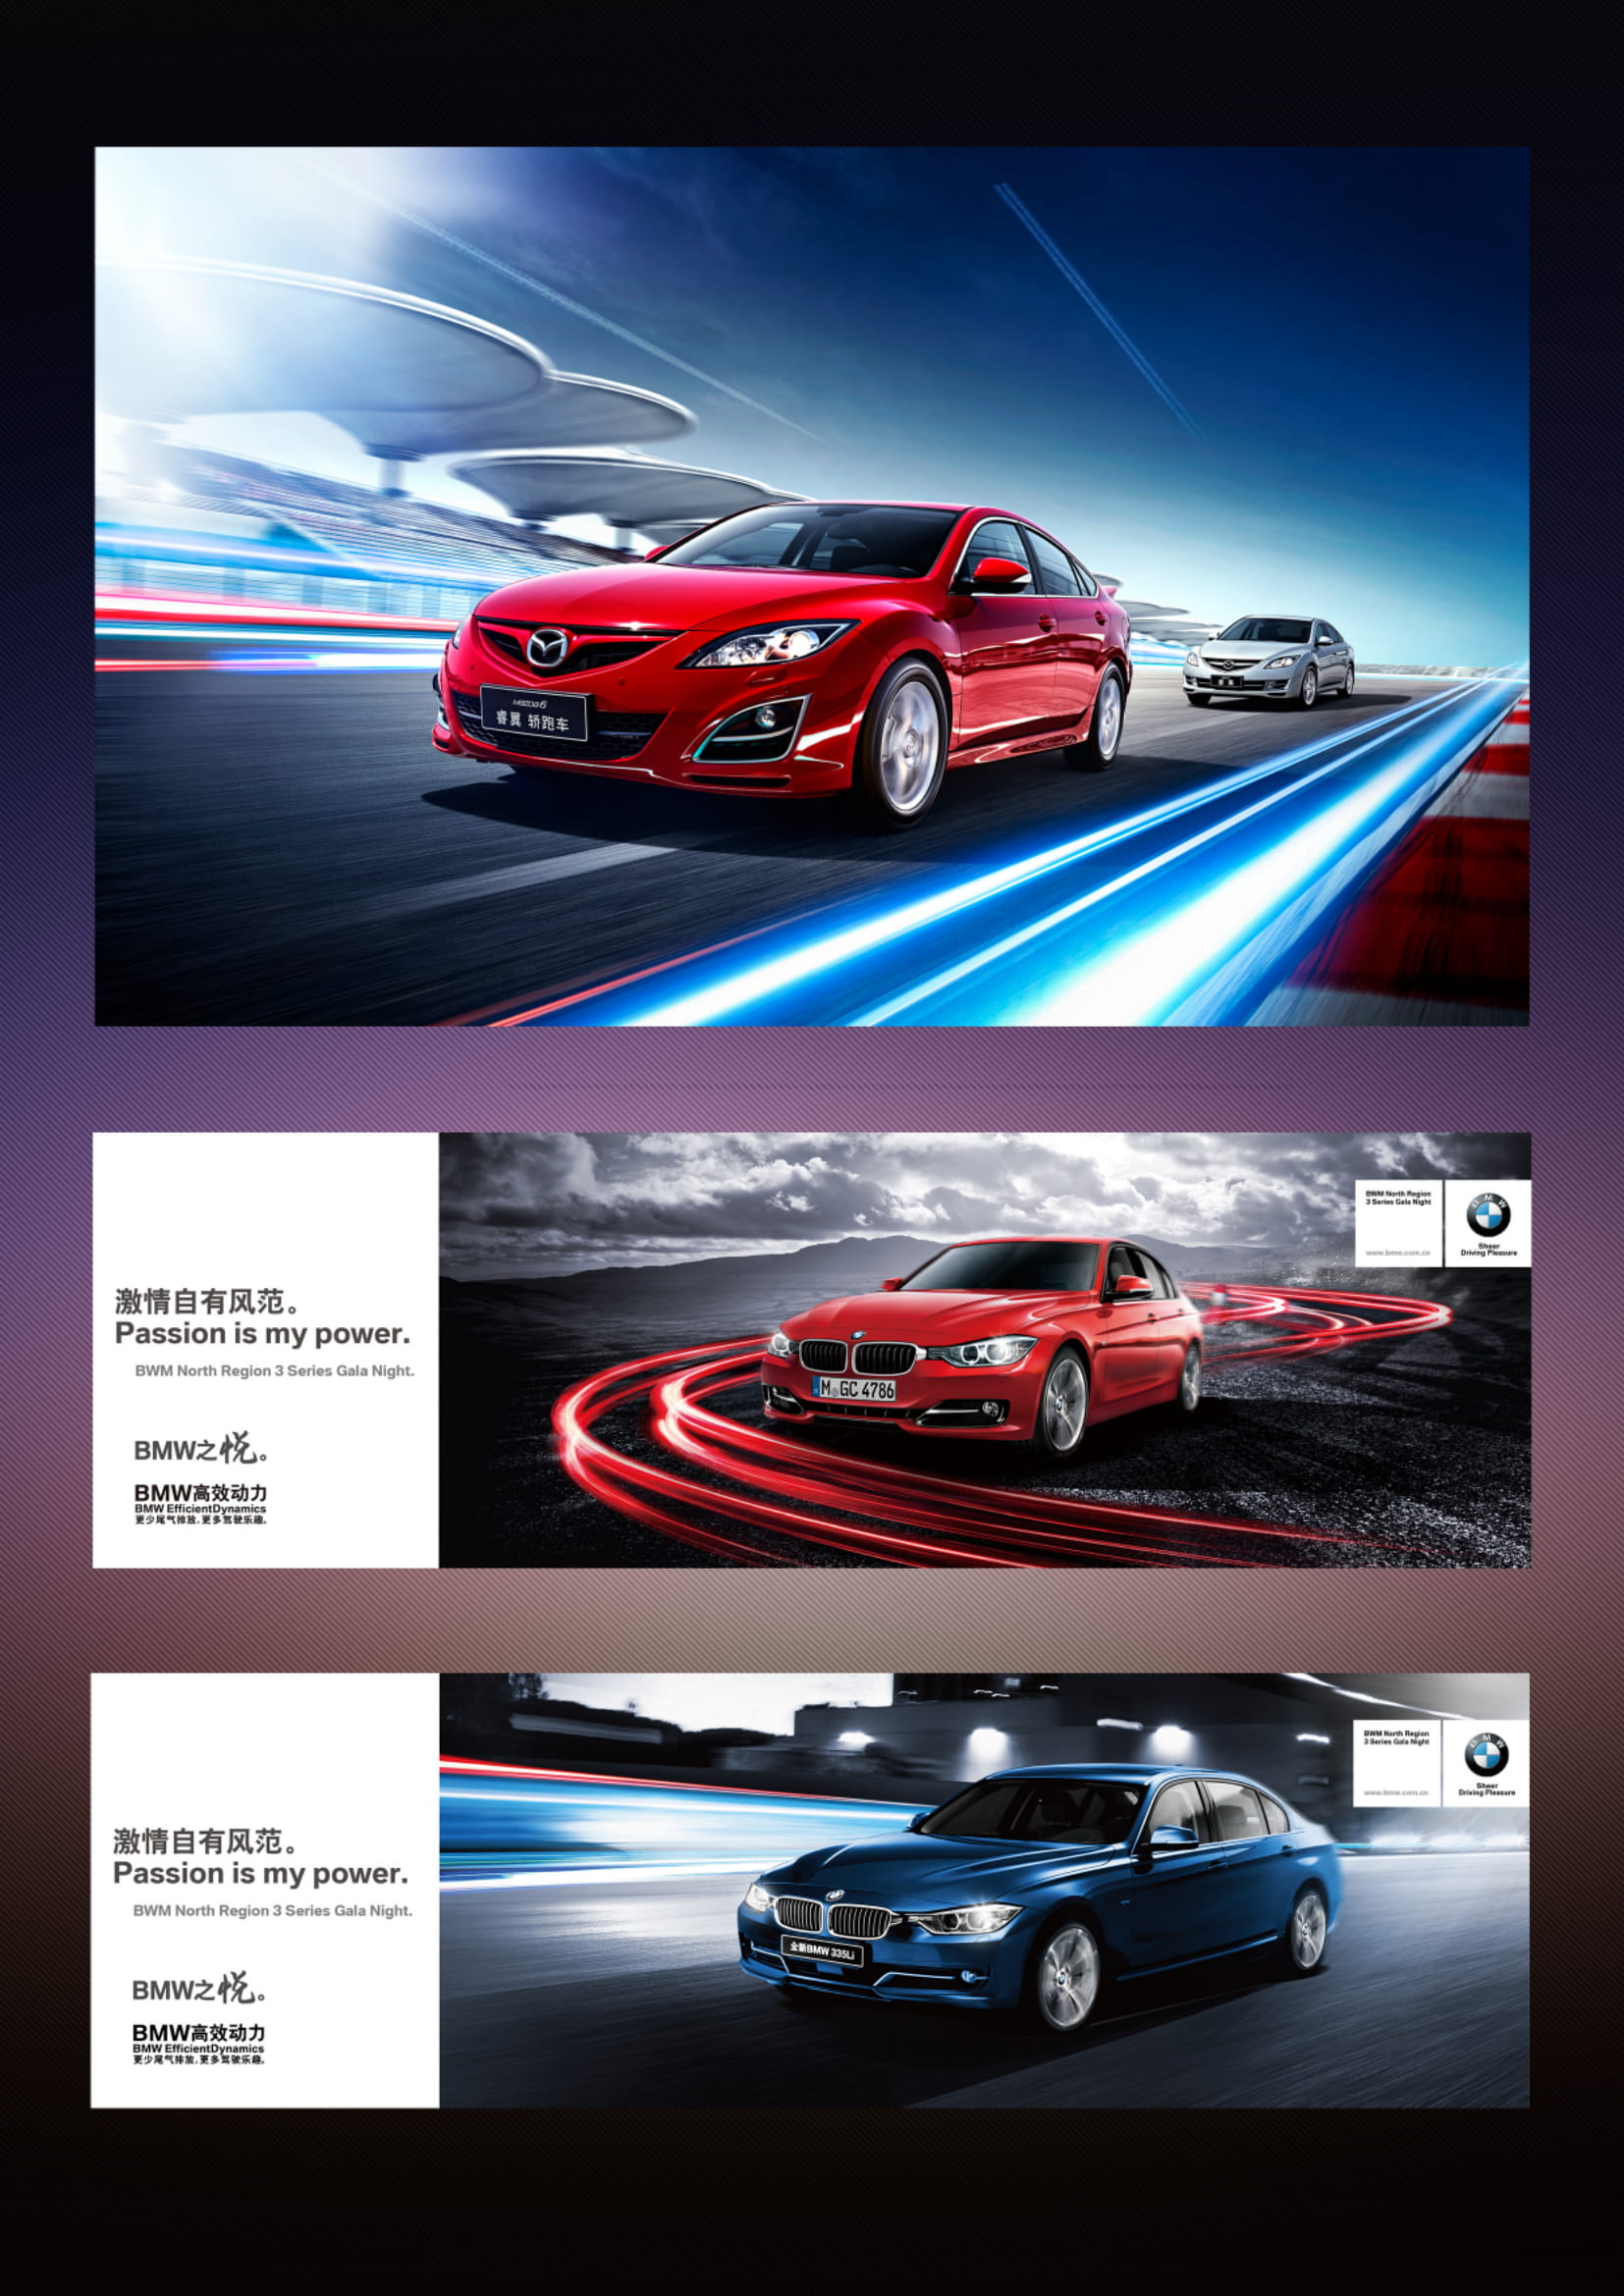 mazda6
睿翼 轿跑车
激情自有风范。
Passion is my power.
BWM North Region 3 Series Gala Night.
BMW之悦。
BMW高效动力
BMW EfficientDynamics
更少尾气排放,更多驾驶乐趣。
M GC 4786
BWM North Region
3 Series Gala Night
www.bmw.com.cn
BMW
Sheer
Driving Pleasure
激情自有风范。
Passion is my power.
BWM North Region 3 Series Gala Night.
BMW之悦。
BMW高效动力
BMW EfficientDynamics
更少尾气排放,更多驾驶乐趣。
全新BMW 335Li
BWM North Region
3 Series Gala Night
www.bmw.com.cn
BMW
Sheer
Driving Pleasure